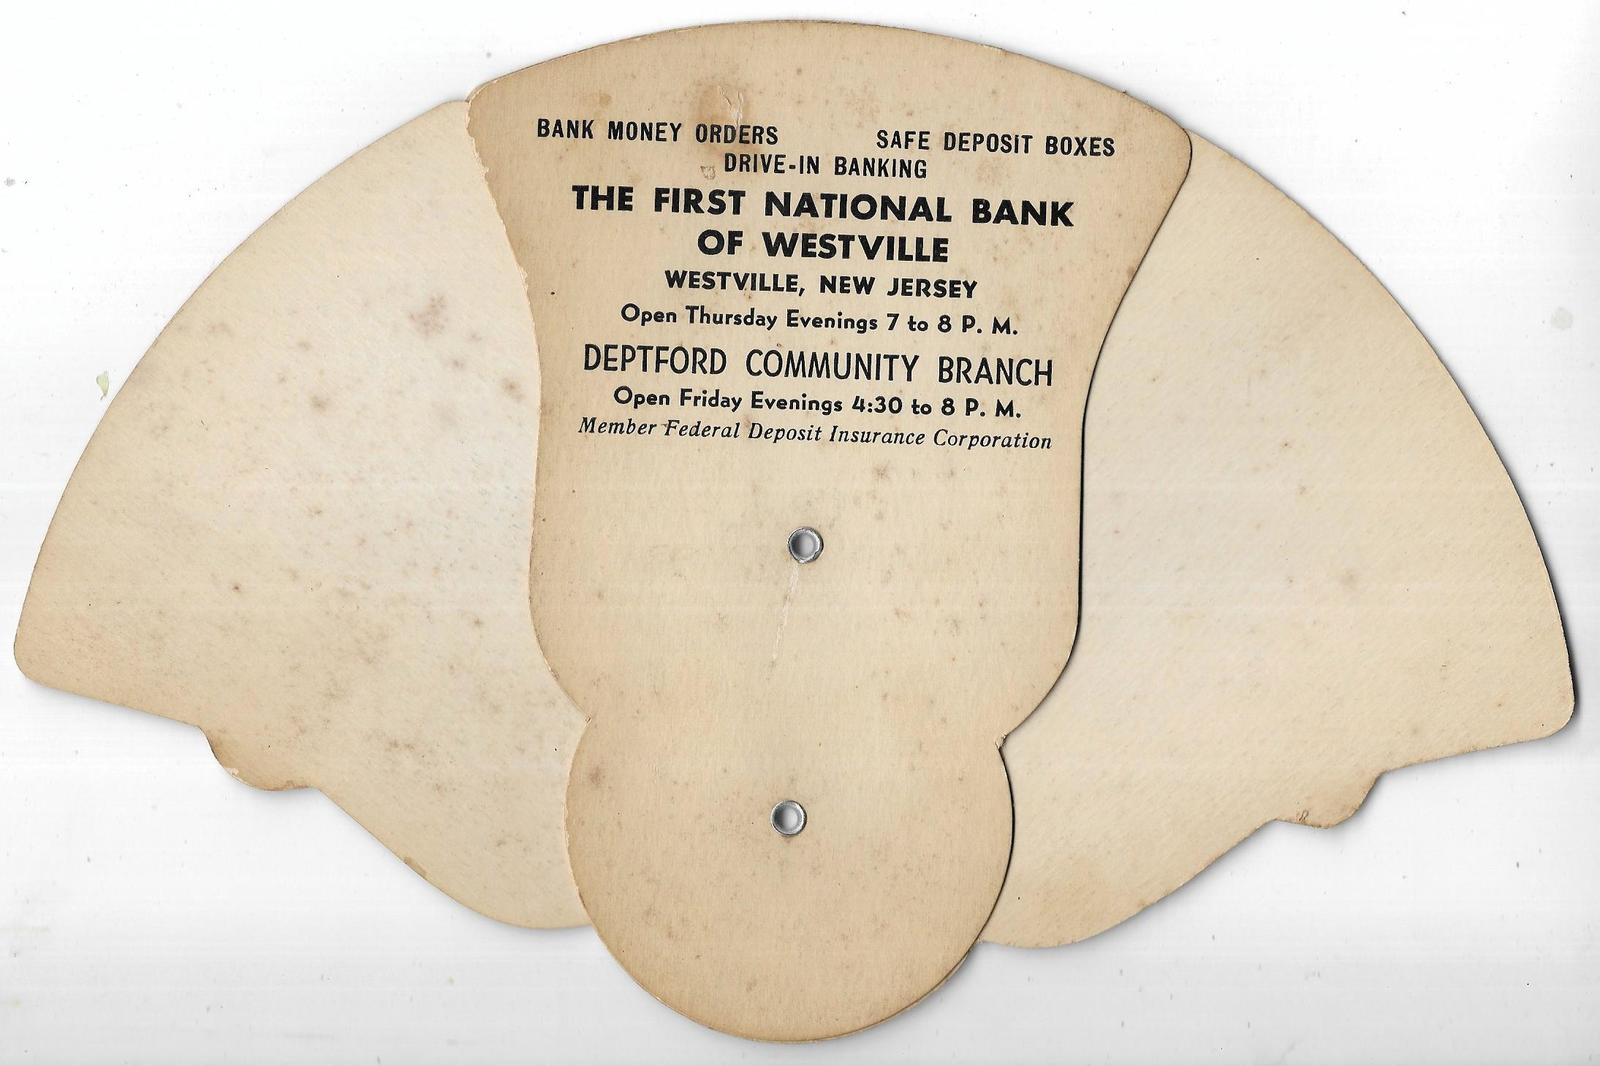 BANK MONEY ORDERS SAFE DEPOSIT BOXES
DRIVE-IN BANKING
THE FIRST NATIONAL BANK
OF WESTVILLE
WESTVILLE, NEW JERSEY
Open Thursday Evenings 7 to 8 P. M.
DEPTFORD COMMUNITY BRANCH
Open Friday Evenings 4:30 to 8 P. M.
Member Federal Deposit Insurance Corporation